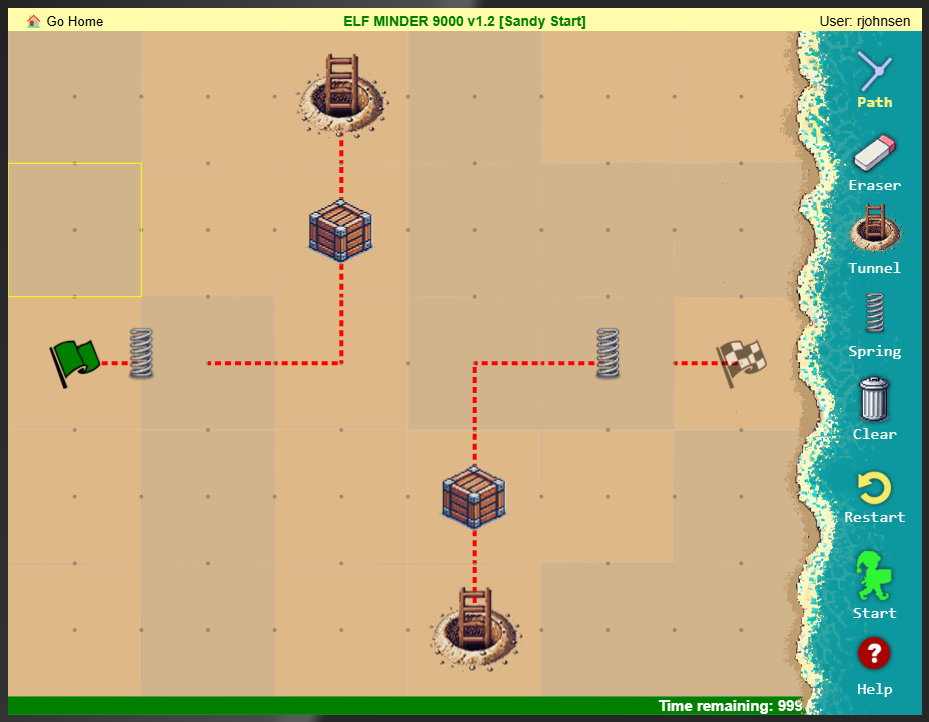 Go Home
ELF MINDER 9000 v1.2 [Sandy Start]
User: rjohnsen
Path
Eraser
Tunnel
Spring
Clear
Restart
Start
?
Help
Time remaining: 999